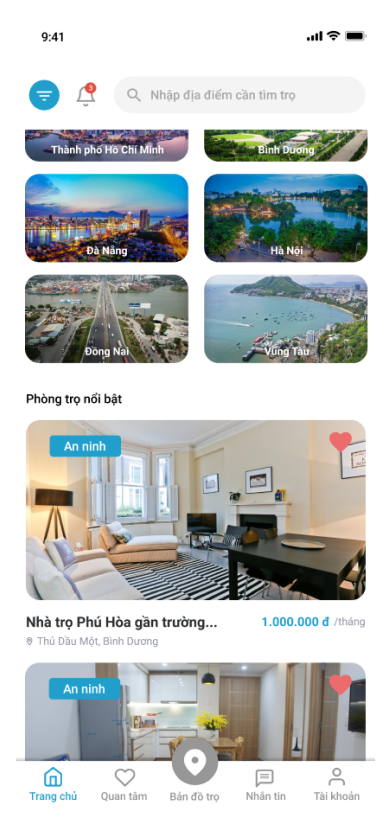 9:41
3
Nhập địa điểm cần tìm trọ
Thành phố Hồ Chí Minh
Bình Dương
Đà Nẵng
Hà Nội
Đồng Nai
Vũng Tàu
Phòng trọ nổi bật
An ninh
Nhà trọ Phú Hòa gần trường...
1.000.000 đ /tháng
Thủ Dầu Một, Bình Dương
An ninh
Trang chủ
Quan tâm
Bản đồ trọ
Nhắn tin
Tài khoản